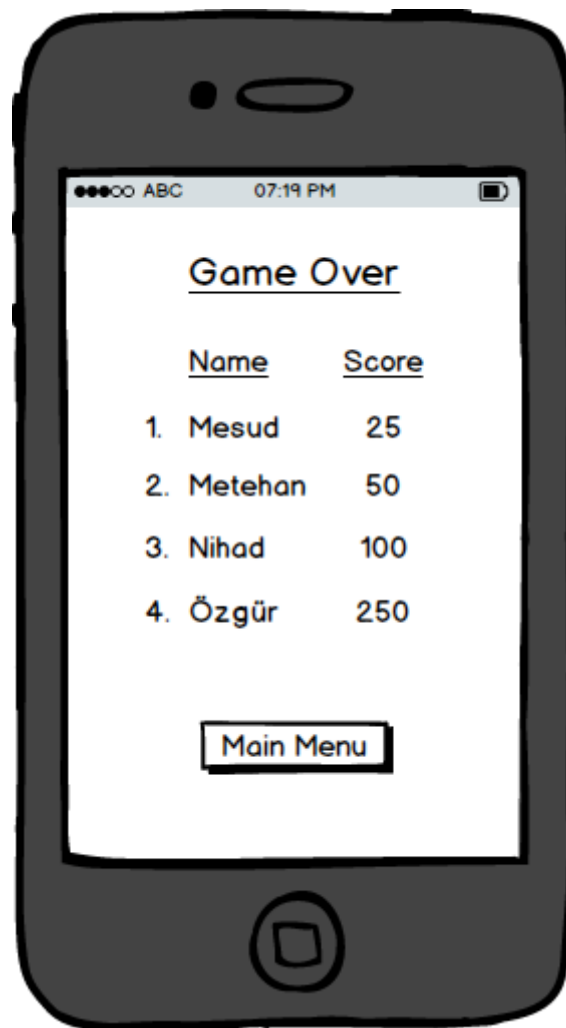 ABC 07:19 PM
Game Over
Name Score
1. Mesud 25
2. Metehan 50
3. Nihad 100
4. Özgür 250
Main Menu